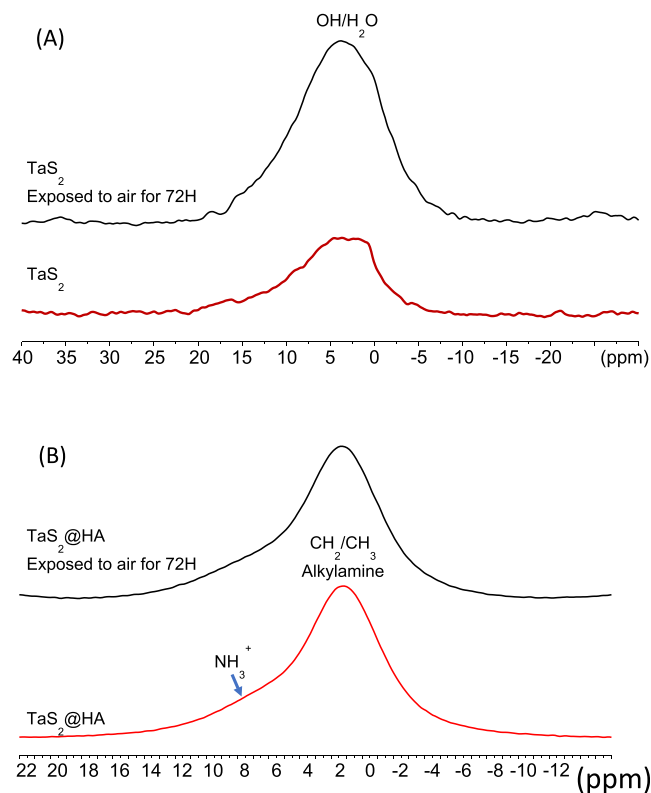 (A)
OH/H₂O
TaS₂
Exposed to air for 72H
TaS₂
40 35 30 25 20 15 10 5 0 -5 -10 -15 -20 (ppm)
(B)
TaS₂@HA
Exposed to air for 72H
CH₂/CH₃
Alkylamine
NH₃⁺
TaS₂@HA
22 20 18 16 14 12 10 8 6 4 2 0 -2 -4 -6 -8 -10 -12 (ppm)